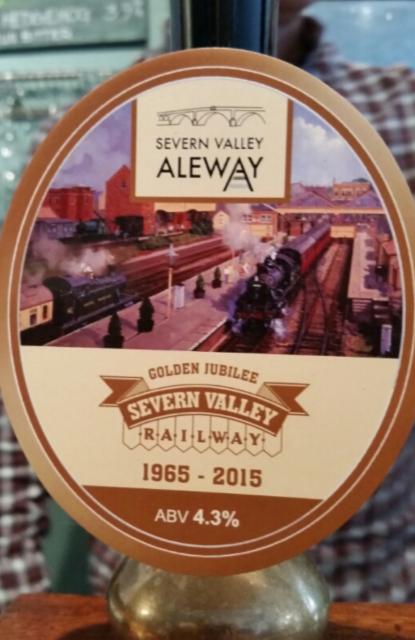 SEVERN VALLEY
ALEWAY
GOLDEN JUBILEE
SEVERN VALLEY
RAILWAY
1965 - 2015
ABV 4.3%